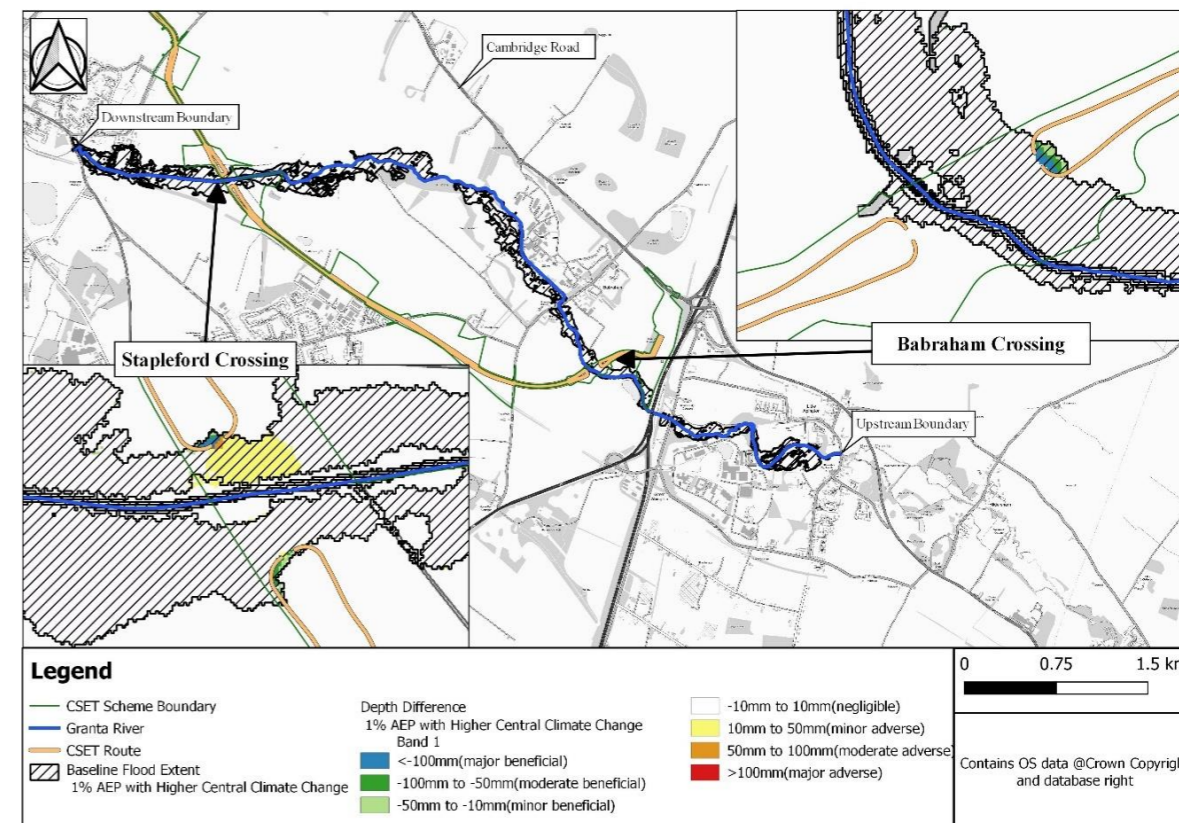 Cambridge Road
Downstream Boundary
Stapleford Crossing
Babraham Crossing
Upstream Boundary
Legend
CSET Scheme Boundary
Granta River
CSET Route
Baseline Flood Extent
1% AEP with Higher Central Climate Change
Depth Difference
1% AEP with Higher Central Climate Change
Band 1
<-100mm(major beneficial)
-100mm to -50mm(moderate beneficial)
-50mm to -10mm(minor beneficial)
-10mm to 10mm(negligible)
10mm to 50mm(minor adverse)
50mm to 100mm(moderate adverse)
>100mm(major adverse)
0 0.75 1.5 km
Contains OS data @Crown Copyrigh
and database right